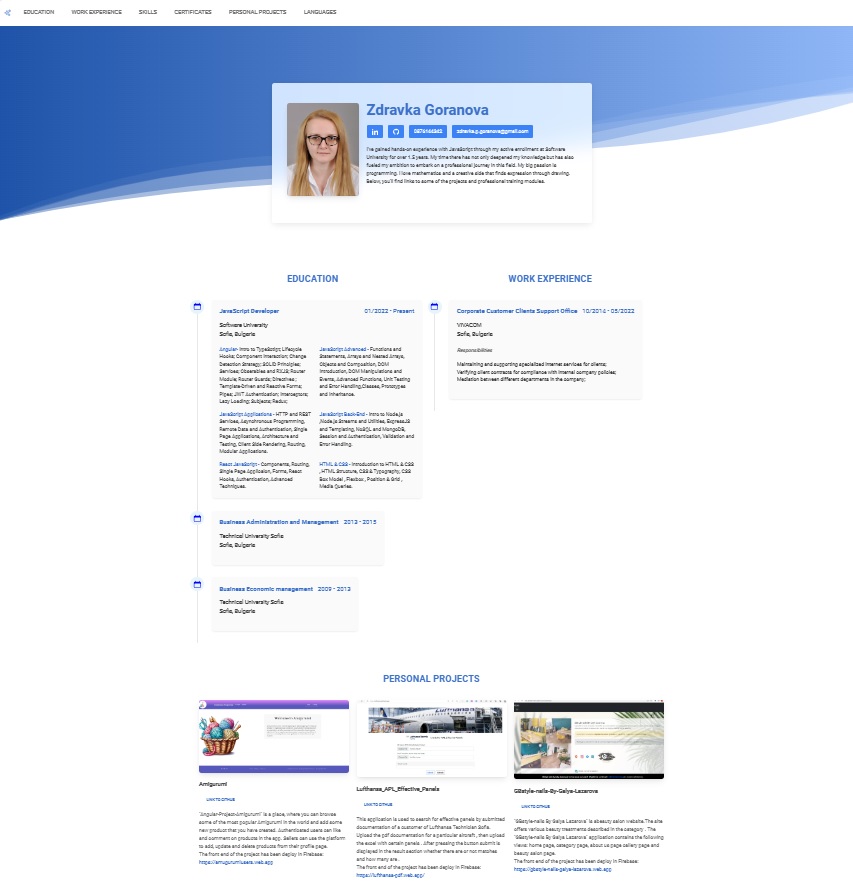 EDUCATION WORK EXPERIENCE SKILLS CERTIFICATES PERSONAL PROJECTS LANGUAGES
Zdravka Goranova
in
I've gained hands-on experience with JavaScript through my active enrollment at Software
University for over 1.5 years. My time there has not only deepened my knowledge but has also
fueled my ambition to embark on a professional journey in this field. My big passion is
programming. I love mathematics and a creative side that finds expression through drawing.
Below, you'll find links to some of the projects and professional training modules.
EDUCATION
JavaScript Developer 01/2022 - Present
Software University
Sofia, Bulgaria
Angular- Intro to TypeScript; Lifecycle
Hooks; Component Interaction; Change
Detection Strategy; SOLID Principles;
Services; Observables and RXJS; Router
Module; Router Guards; Directives ;
Template-Driven and Reactive Forms;
Pipes; JWT Authentication; Interceptors;
Lazy Loading; Subjects; Redux;
JavaScript Advanced - Functions and
Statements, Arrays and Nested Arrays,
Objects and Composition, DOM
Introduction, DOM Manipulations and
Events, Advanced Functions, Unit Testing
and Error Handling,Classes, Prototypes
and Inheritance.
JavaScript Applications - HTTP and REST
Services, Asynchronous Programming,
Remote Data and Authentication, Single
Page Applications, Architecture and
Testing, Client Side Rendering, Routing,
Modular Applications.
JavaScript Back-End - Intro to Node.js
,Node.js Streams and Utilities, ExpressJS
and Templating, NoSQL and MongoDB,
Session and Authentication, Validation and
Error Handling.
React JavaScript - Components, Routing,
Single Page Application, Forms, React
Hooks, Authentication, Advanced
Techniques.
HTML & CSS - Introduction to HTML & CSS
, HTML Structure, CSS & Typography, CSS
Box Model , Flexbox , Position & Grid ,
Media Queries.
Business Administration and Management 2013 - 2015
Technical University Sofia
Sofia, Bulgaria
Business Economic management 2009 - 2013
Technical University Sofia
Sofia, Bulgaria
WORK EXPERIENCE
Corporate Customer Clients Support Office 10/2014 - 05/2022
VIVACOM
Sofia, Bulgaria
Responsibilities
Maintaining and supporting specialized internet services for clients;
Verifying client contracts for compliance with internal company policies;
Mediation between different departments in the company;
PERSONAL PROJECTS
Amigurumi
LINK TO GITHUB
"Angular-Project-Amigurumi" is a place, where you can browse
some of the most popular Amigurumi in the world and add some
new product that you have created. Authenticated users can like
and comment on products in the app. Sellers can use the platform
to add, update and delete products from their profile page.
The front end of the project has been deploy in Firebase:
https://amigurumiusers.web.app
Lufthansa_APL_Effective_Panels
LINK TO GITHUB
This application is used to search for effective panels by submitted
documentation of a customer of Lufthansa Technician Sofia.
Upload the pdf documentation for a particular aircraft , then upload
the excel with certain panels . After pressing the button submit is
displayed in the result section whether there are or not matches
and how many are.
The front end of the project has been deploy in Firebase:
https://lufthansa-pdf.web.app/
GBstyle-nails-By-Galya-Lazarova
LINK TO GITHUB
"GBstyle-nails By Galya Lazarova" is a beauty salon website.The site
offers various beauty treatments described in the category . The
"GBstyle-nails By Galya Lazarova" application contains the following
views: home page, category page, about us page gallery page and
beauty salon page.
The front end of the project has been deploy in Firebase:
https://gbstyle-nails-galya-lazarova.web.app